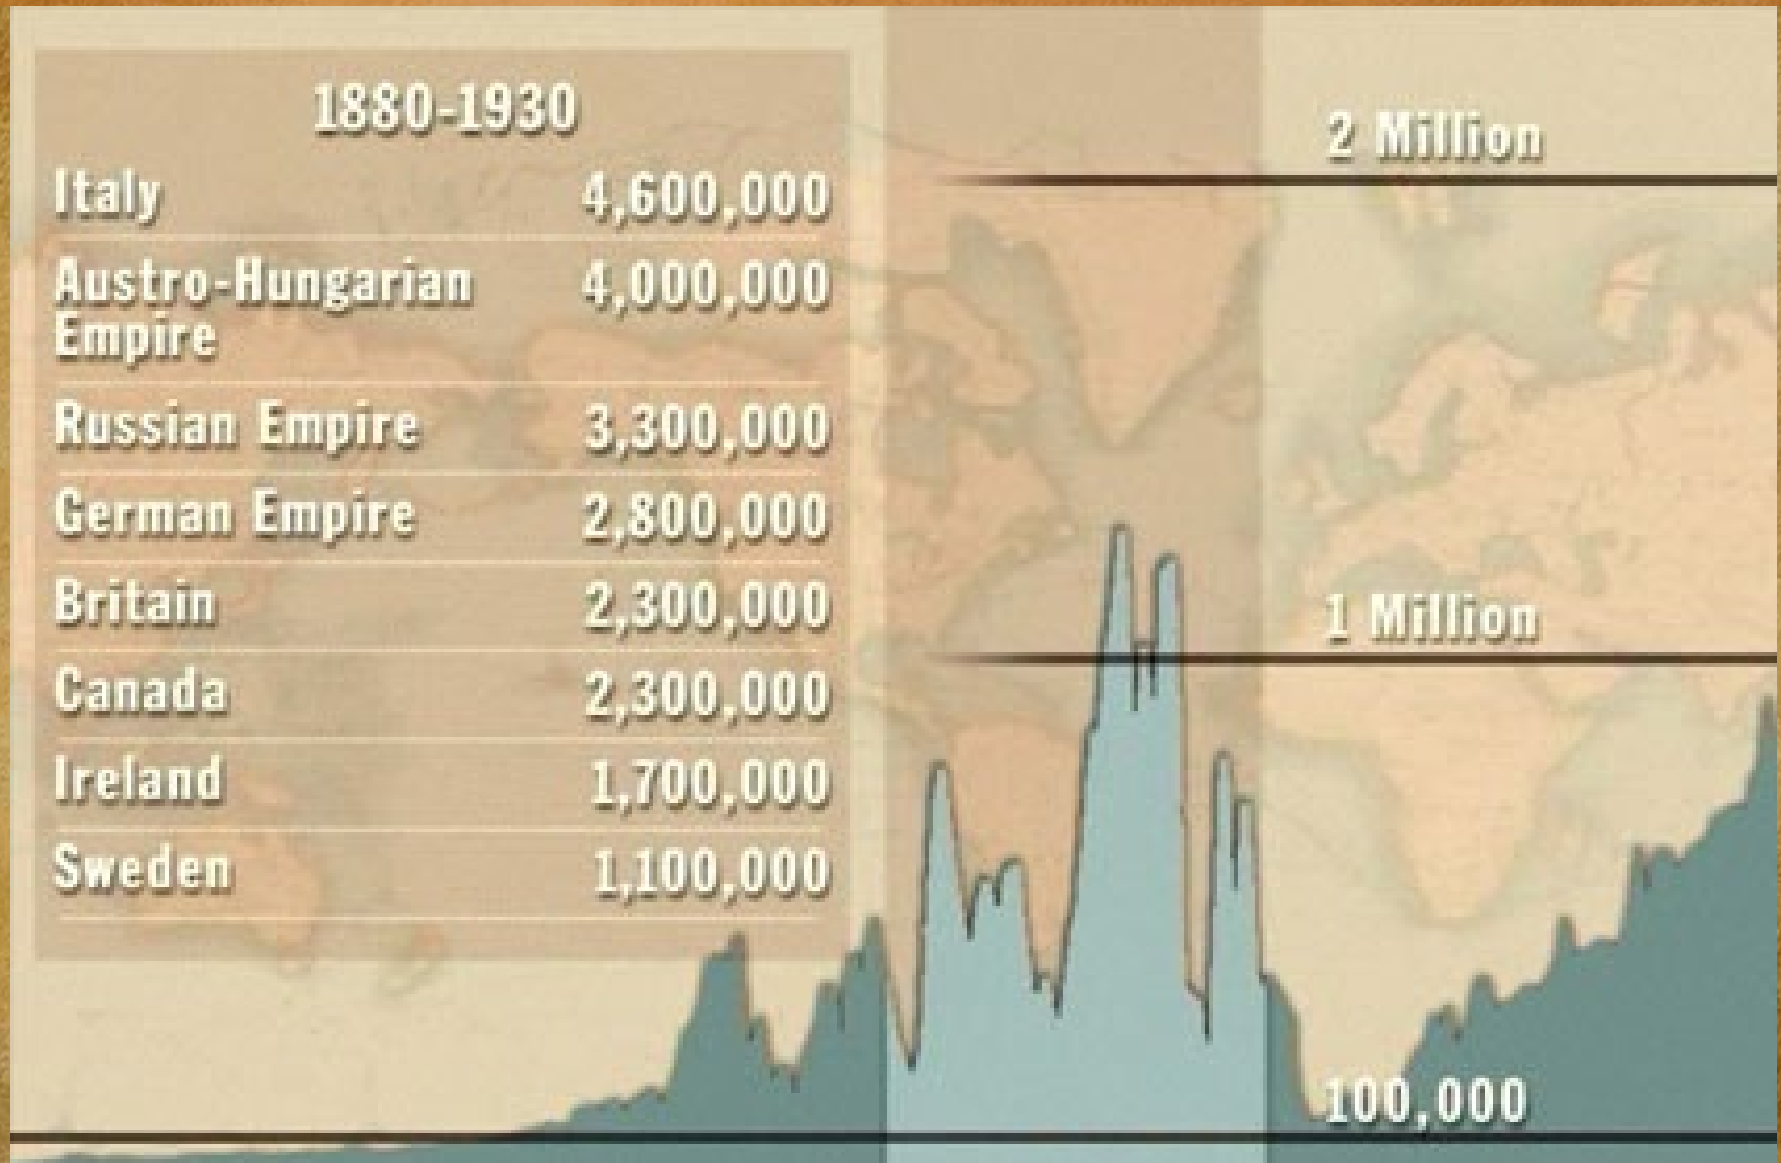 1880-1930
Italy 4,600,000
Austro-Hungarian 4,000,000
Empire
Russian Empire 3,300,000
German Empire 2,800,000
Britain 2,300,000
Canada 2,300,000
Ireland 1,700,000
Sweden 1,100,000
2 Million
1 Million
100,000